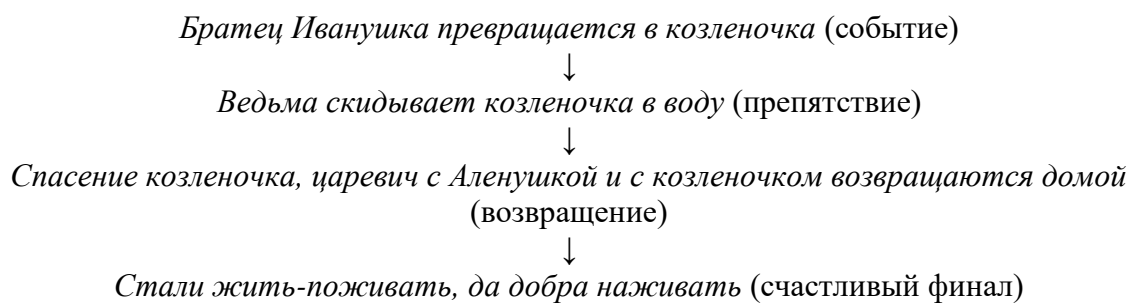 Братец Иванушка превращается в козленочка (событие)
↓
Ведьма скидывает козленочка в воду (препятствие)
↓
Спасение козленочка, царевич с Аленушкой и с козленочком возвращаются домой
(возвращение)
↓
Стали жить-поживать, да добра наживать (счастливый финал)